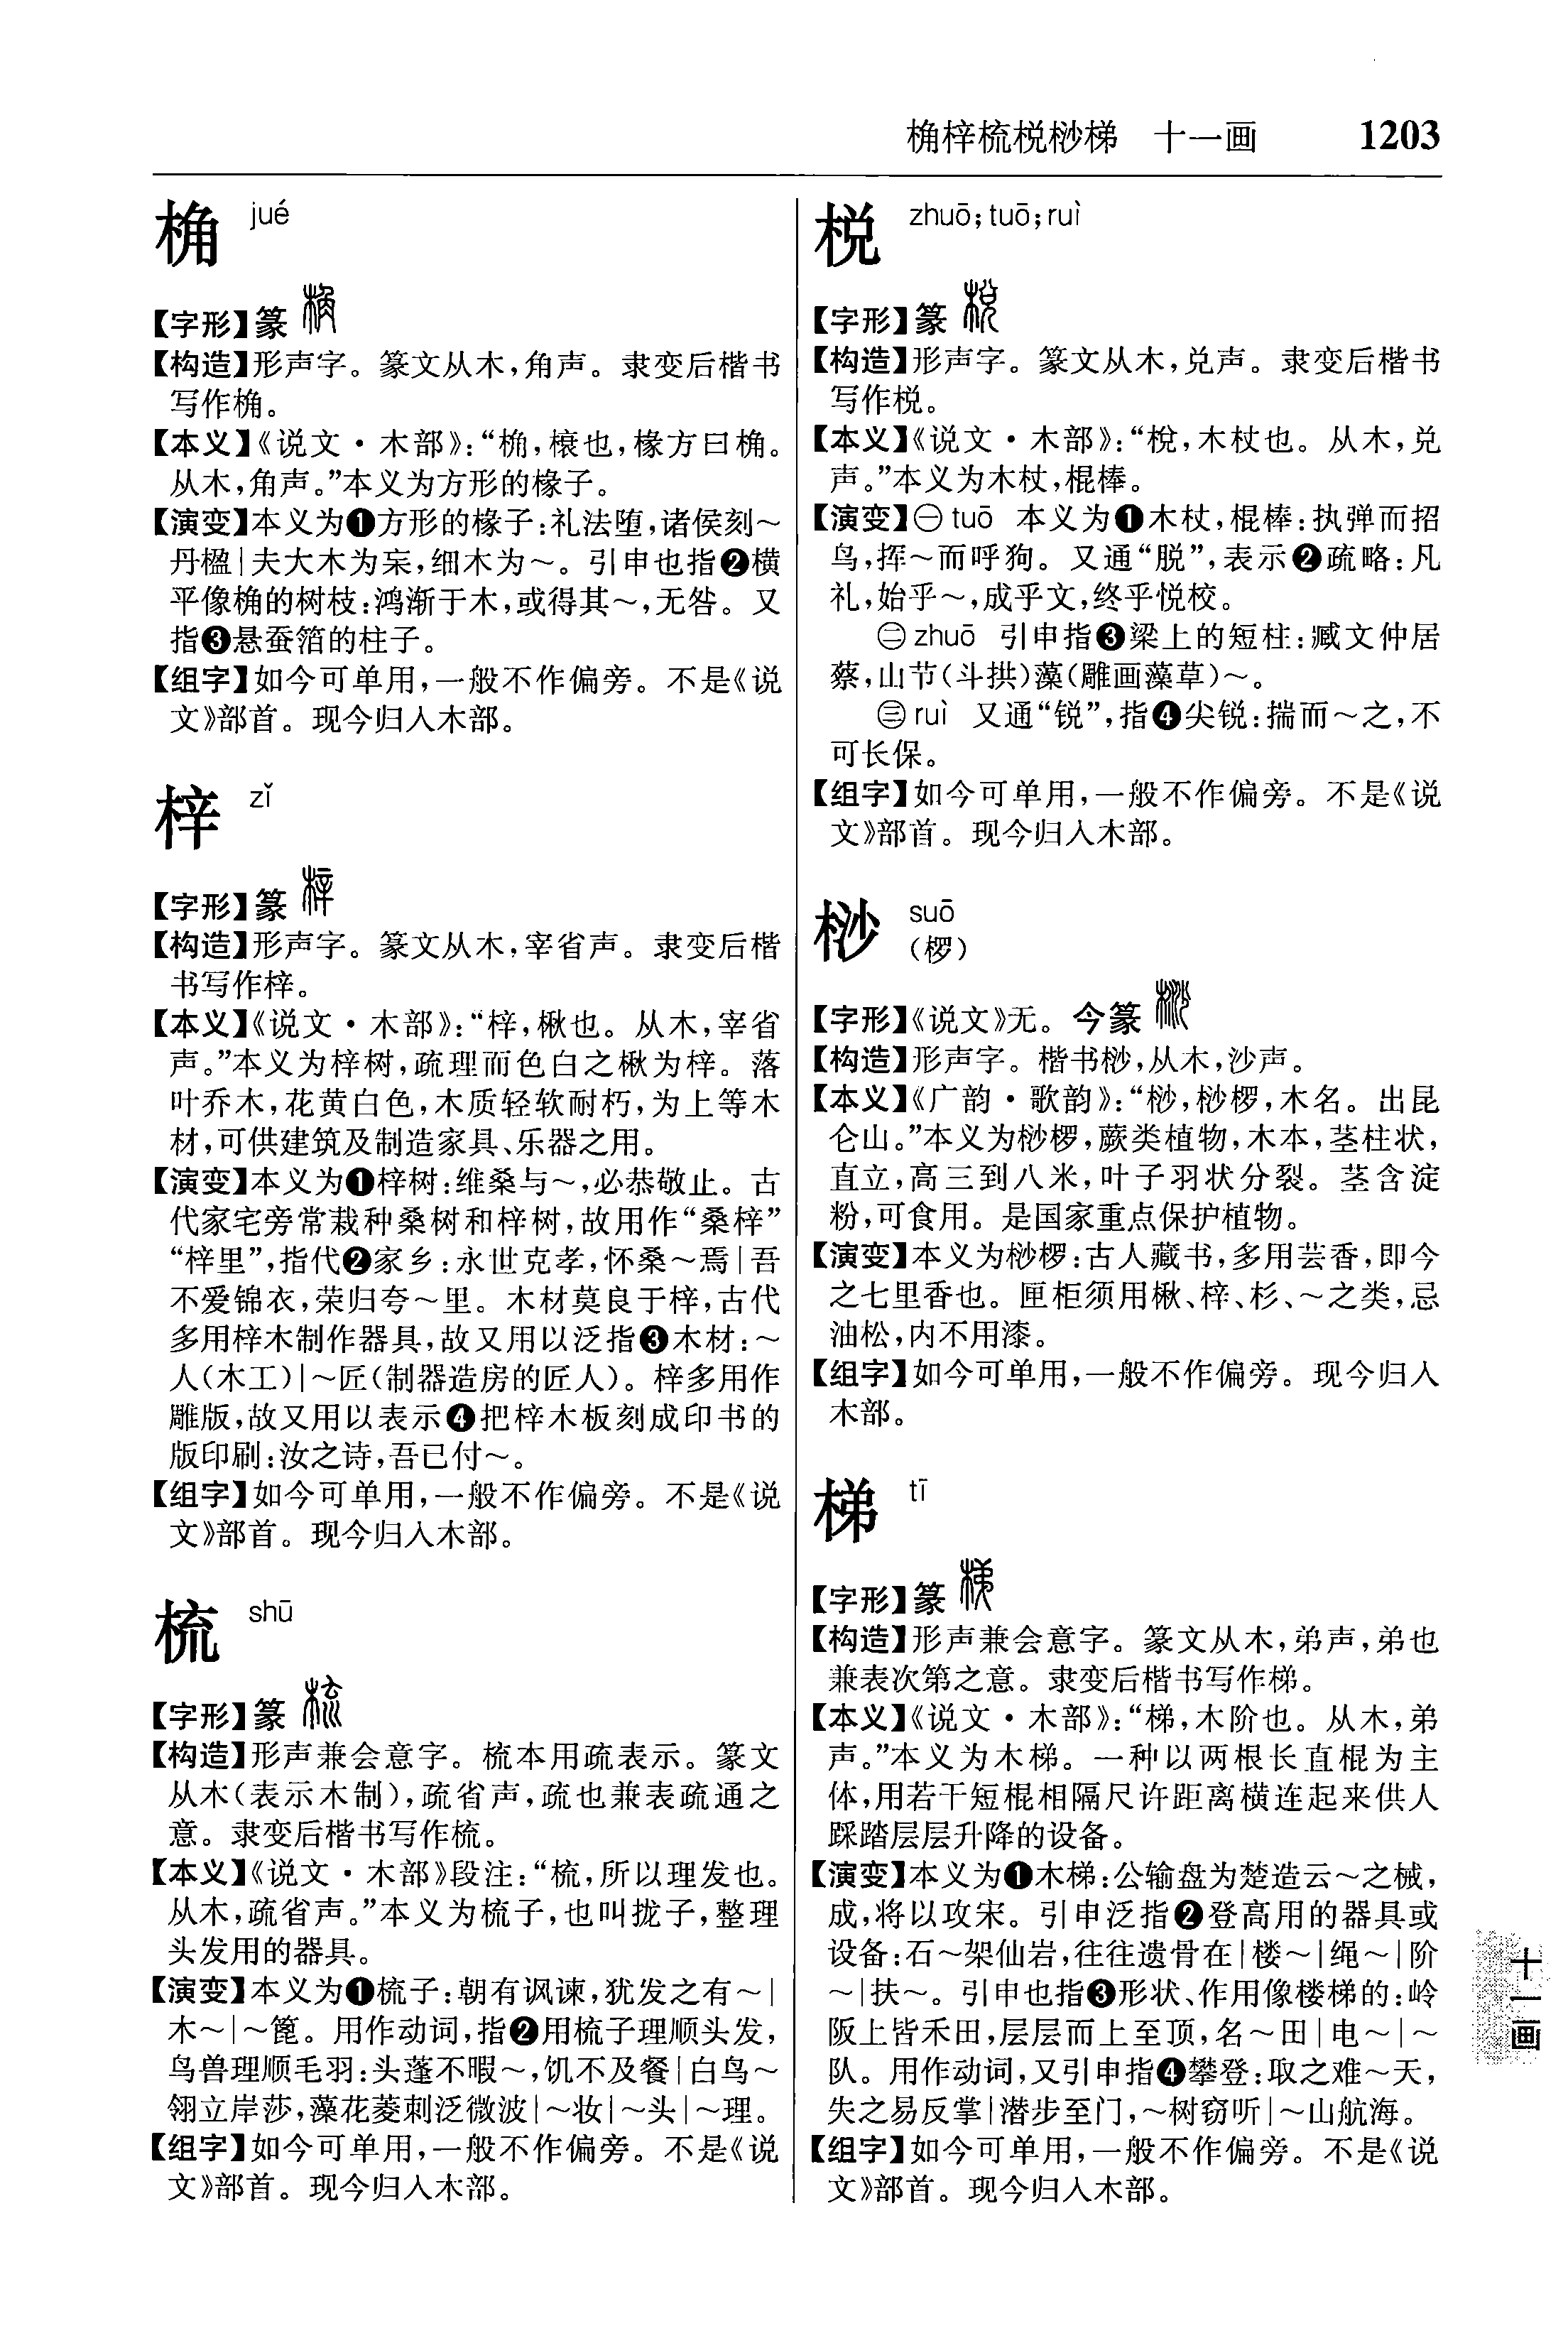 桷梓梳棁桫梯 十一画 1203
桷 jué
【字形】篆
【构造】形声字。篆文从木,角声。隶变后楷书
写作桷。
【本义】《说文·木部》:“桷,榱也,椽方曰桷。
从木,角声。”本义为方形的椽子。
【演变】本义为❶方形的椽子:礼法堕,诸侯刻～
丹楹|夫大木为杗,细木为～。引申也指❷横
平像桷的树枝:鸿渐于木,或得其～,无咎。又
指❸悬蚕箔的柱子。
【组字】如今可单用,一般不作偏旁。不是《说
文》部首。现今归入木部。
梓 zǐ
【字形】篆
【构造】形声字。篆文从木,宰省声。隶变后楷
书写作梓。
【本义】《说文·木部》:“梓,楸也。从木,宰省
声。”本义为梓树,疏理而色白之楸为梓。落
叶乔木,花黄白色,木质轻软耐朽,为上等木
材,可供建筑及制造家具、乐器之用。
【演变】本义为❶梓树:维桑与～,必恭敬止。古
代家宅旁常栽种桑树和梓树,故用作“桑梓”
“梓里”,指代❷家乡:永世克孝,怀桑～焉|吾
不爱锦衣,荣归夸～里。木材莫良于梓,古代
多用梓木制作器具,故又用以泛指❸木材:～
人(木工)|～匠(制器造房的匠人)。梓多用作
雕版,故又用以表示❹把梓木板刻成印书的
版印刷:汝之诗,吾已付～。
【组字】如今可单用,一般不作偏旁。不是《说
文》部首。现今归入木部。
梳 shū
【字形】篆
【构造】形声兼会意字。梳本用疏表示。篆文
从木(表示木制),疏省声,疏也兼表疏通之
意。隶变后楷书写作梳。
【本义】《说文·木部》段注:“梳,所以理发也。
从木,疏省声。”本义为梳子,也叫拢子,整理
头发用的器具。
【演变】本义为❶梳子:朝有讽谏,犹发之有～|
木～|～篦。用作动词,指❷用梳子理顺头发,
鸟兽理顺毛羽:头蓬不暇～,饥不及餐|白鸟～
翎立岸莎,藻花菱刺泛微波|～妆|～头|～理。
【组字】如今可单用,一般不作偏旁。不是《说
文》部首。现今归入木部。
棁 zhuō;tuō;ruì
【字形】篆
【构造】形声字。篆文从木,兑声。隶变后楷书
写作棁。
【本义】《说文·木部》:“棁,木杖也。从木,兑
声。”本义为木杖,棍棒。
【演变】㊀tuō 本义为❶木杖,棍棒:执弹而招
鸟,挥～而呼狗。又通“脱”,表示❷疏略:凡
礼,始乎～,成乎文,终乎悦校。
㊁zhuō 引申指❸梁上的短柱:臧文仲居
蔡,山节(斗拱)藻(雕画藻草)～。
㊂ruì 又通“锐”,指❹尖锐:揣而～之,不
可长保。
【组字】如今可单用,一般不作偏旁。不是《说
文》部首。现今归入木部。
桫 suō
(椤)
【字形】《说文》无。今篆
【构造】形声字。楷书桫,从木,沙声。
【本义】《广韵·歌韵》:“桫,桫椤,木名。出昆
仑山。”本义为桫椤,蕨类植物,木本,茎柱状,
直立,高三到八米,叶子羽状分裂。茎含淀
粉,可食用。是国家重点保护植物。
【演变】本义为桫椤:古人藏书,多用芸香,即今
之七里香也。匣柜须用楸、梓、杉、～之类,忌
油松,内不用漆。
【组字】如今可单用,一般不作偏旁。现今归入
木部。
梯 tī
【字形】篆
【构造】形声兼会意字。篆文从木,弟声,弟也
兼表次第之意。隶变后楷书写作梯。
【本义】《说文·木部》:“梯,木阶也。从木,弟
声。”本义为木梯。一种以两根长直棍为主
体,用若干短棍相隔尺许距离横连起来供人
踩踏层层升降的设备。
【演变】本义为❶木梯:公输盘为楚造云～之械,
成,将以攻宋。引申泛指❷登高用的器具或
设备:石～架仙岩,往往遗骨在|楼～|绳～|阶
～|扶～。引申也指❸形状、作用像楼梯的:岭
阪上皆禾田,层层而上至顶,名～田|电～|～
队。用作动词,又引申指❹攀登:取之难～天,
失之易反掌|潜步至门,～树窃听|～山航海。
【组字】如今可单用,一般不作偏旁。不是《说
文》部首。现今归入木部。
十一画